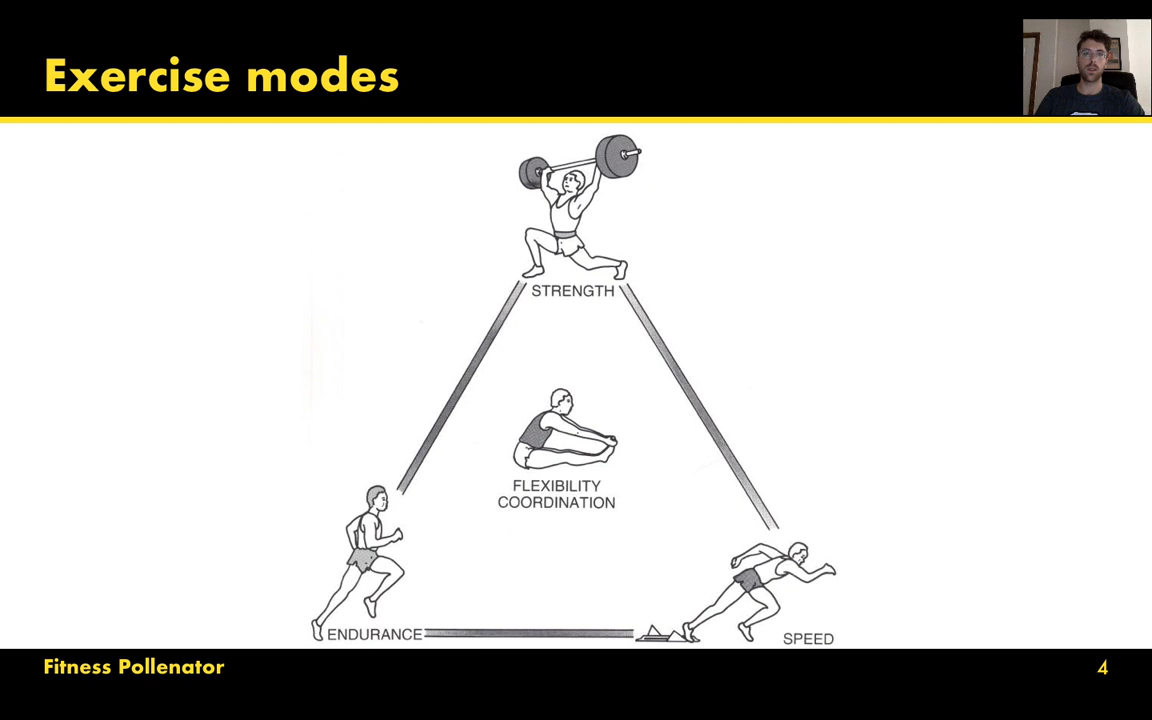 Exercise modes
STRENGTH
FLEXIBILITY
COORDINATION
ENDURANCE
SPEED
Fitness Pollenator
4